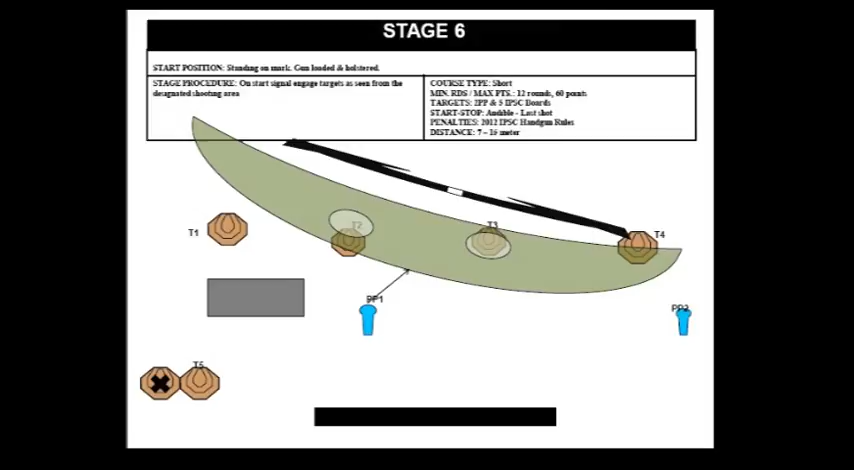 STAGE 6
START POSITION: Standing on mark. Gun loaded & holstered.
STAGE PROCEDURE: On start signal engage targets as seen from the
designated shooting area
COURSE TYPE: Short
MIN. RDS / MAX PTS.: 12 rounds, 60 points
TARGETS: 2PP & 5 IPSC Boards
START-STOP: Audible - Last shot
PENALTIES: 2012 IPSC Handgun Rules
DISTANCE: 7 – 16 meter
T1
T2
T3
T4
PP1
PP2
T5